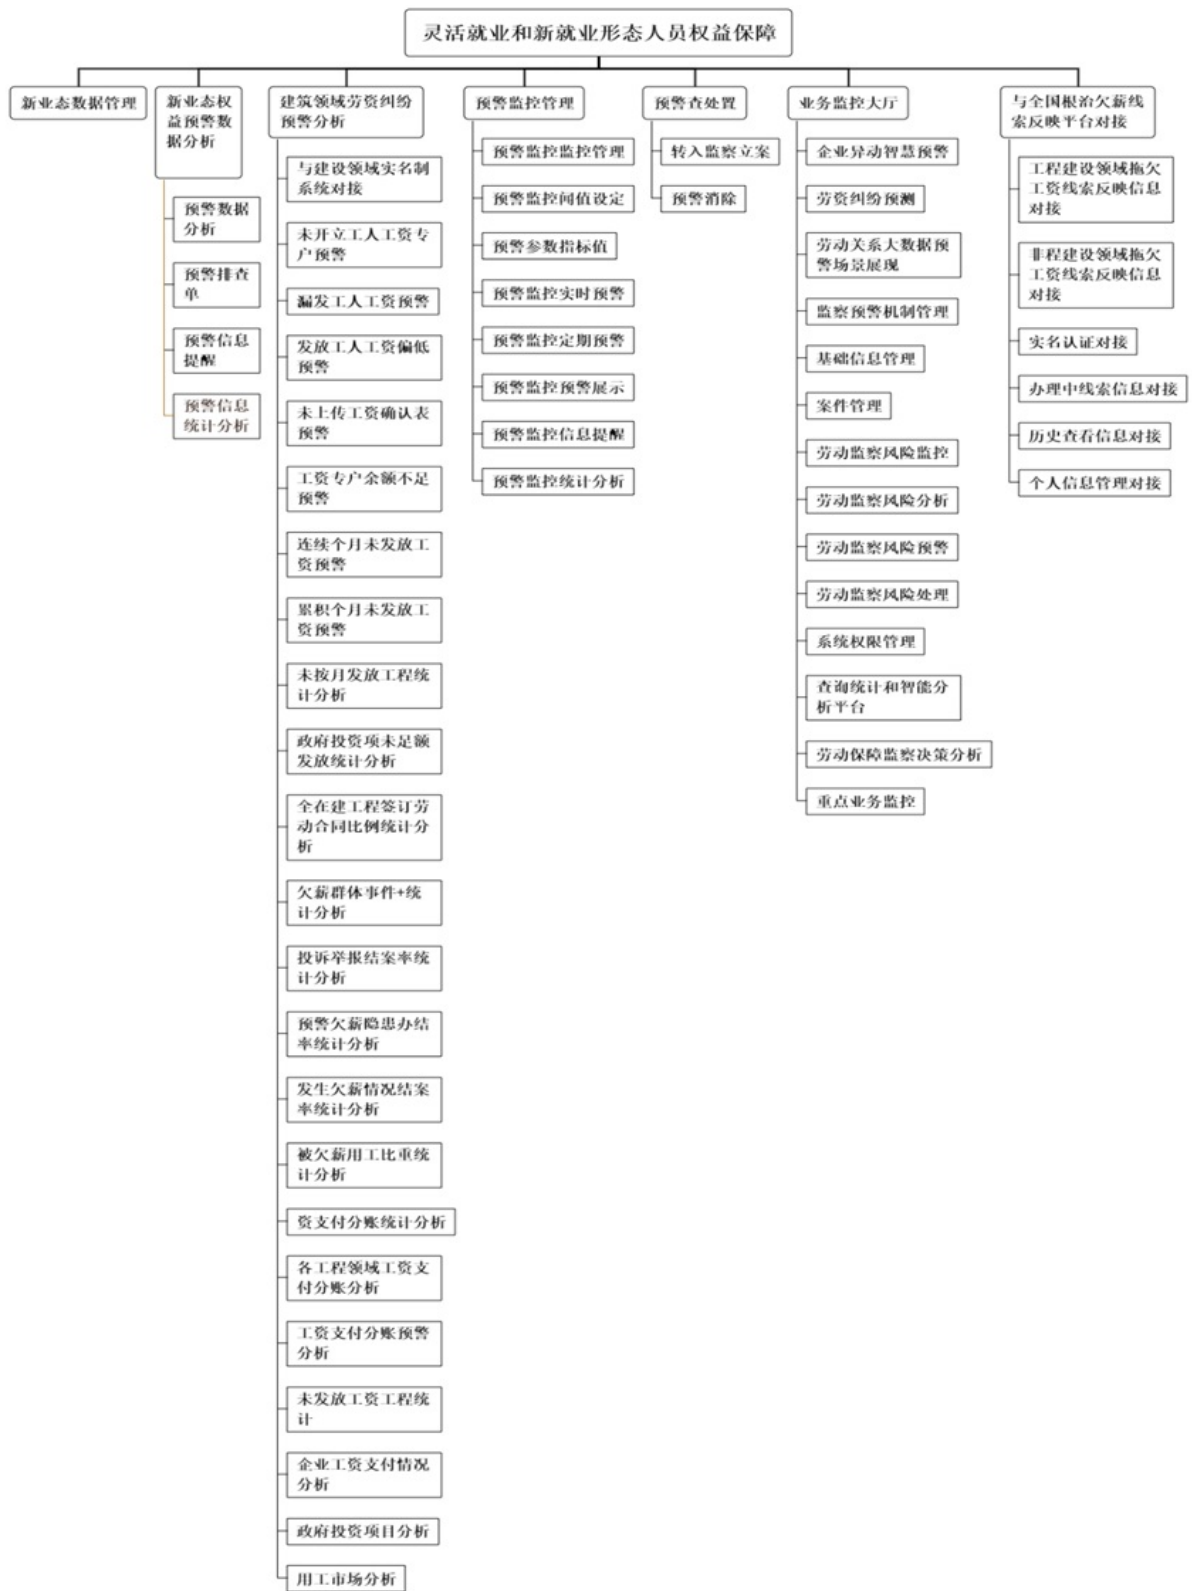 灵活就业和新就业形态人员权益保障
新业态数据管理
新业态权
益预警数
据分析
预警数据
分析
预警排查
单
预警信息
提醒
预警信息
统计分析
建筑领域劳资纠纷
预警分析
与建设领域实名制
系统对接
未开立工人工资专
户预警
漏发工人工资预警
发放工人工资偏低
预警
未上传工资确认表
预警
工资专户余额不足
预警
连续个月未发放工
资预警
累积个月未发放工
资预警
未按月发放工程统
计分析
政府投资项未足额
发放统计分析
全在建工程签订劳
动合同比例统计分
析
欠薪群体事件+统
计分析
投诉举报结案率统
计分析
预警欠薪隐患办结
率统计分析
发生欠薪情况结案
率统计分析
被欠薪用工比重统
计分析
资支付分账统计分析
各工程领域工资支
付分账分析
工资支付分账预警
分析
未发放工资工程统
计
企业工资支付情况
分析
政府投资项目分析
用工市场分析
预警监控管理
预警监控监控管理
预警监控间值设定
预警参数指标值
预警监控实时预警
预警监控定期预警
预警监控预警展示
预警监控信息提醒
预警监控统计分析
预警查处置
转入监察立案
预警消除
业务监控大厅
企业异动智慧预警
劳资纠纷预测
劳动关系大数据预
警场景展现
监察预警机制管理
基础信息管理
案件管理
劳动监察风险监控
劳动监察风险分析
劳动监察风险预警
劳动监察风险处理
系统权限管理
查询统计和智能分
析平台
劳动保障监察决策分析
重点业务监控
与全国根治欠薪线
索反映平台对接
工程建设领域拖欠
工资线索反映信息
对接
非程建设领域拖欠
工资线索反映信息
对接
实名认证对接
办理中线索信息对接
历史查看信息对接
个人信息管理对接